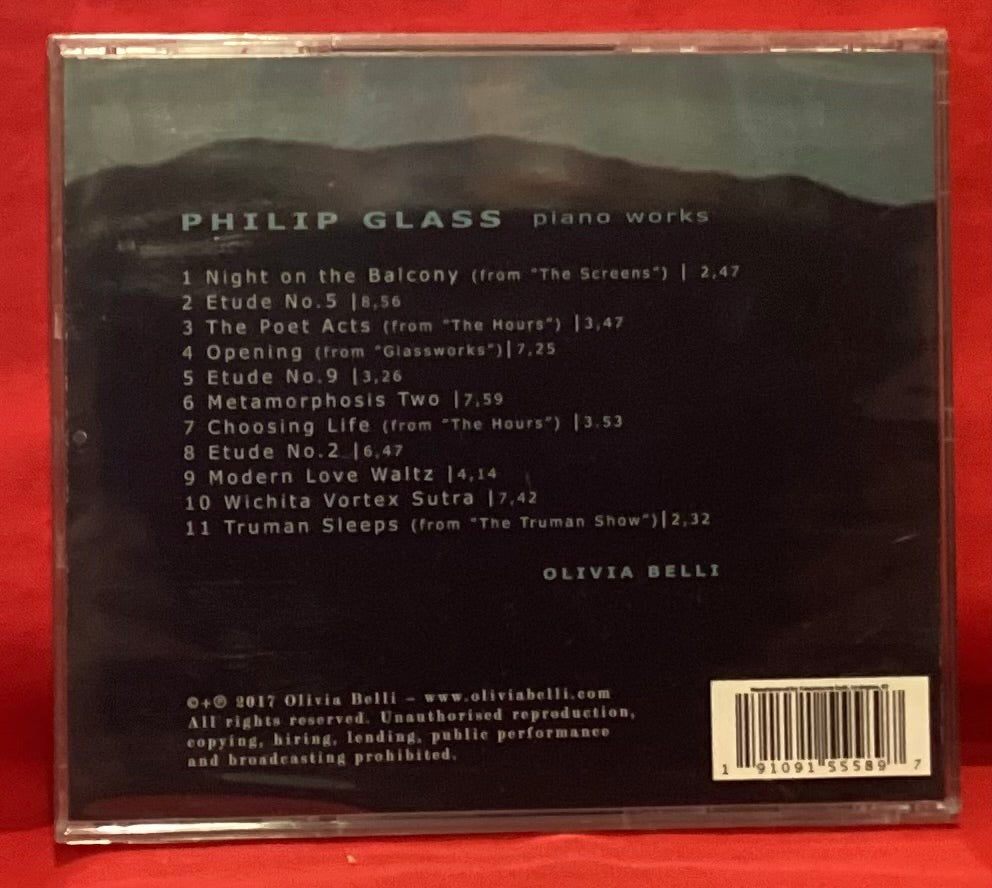 PHILIP GLASS piano works
1 Night on the Balcony (from "The Screens") | 2,47
2 Etude No.5 |8,56
3 The Poet Acts (from "The Hours") |3,47
4 Opening (from "Glassworks")|7,25
5 Etude No.9 |3,26
6 Metamorphosis Two |7,59
7 Choosing Life (from "The Hours") |3.53
8 Etude No.2 |6,47
9 Modern Love Waltz |4,14
10 Wichita Vortex Sutra |7,42
11 Truman Sleeps (from "The Truman Show")|2,32
OLIVIA BELLI
©+℗ 2017 Olivia Belli – www.oliviabelli.com
All rights reserved. Unauthorised reproduction,
copying, hiring, lending, public performance
and broadcasting prohibited.
1 91091 55589 7